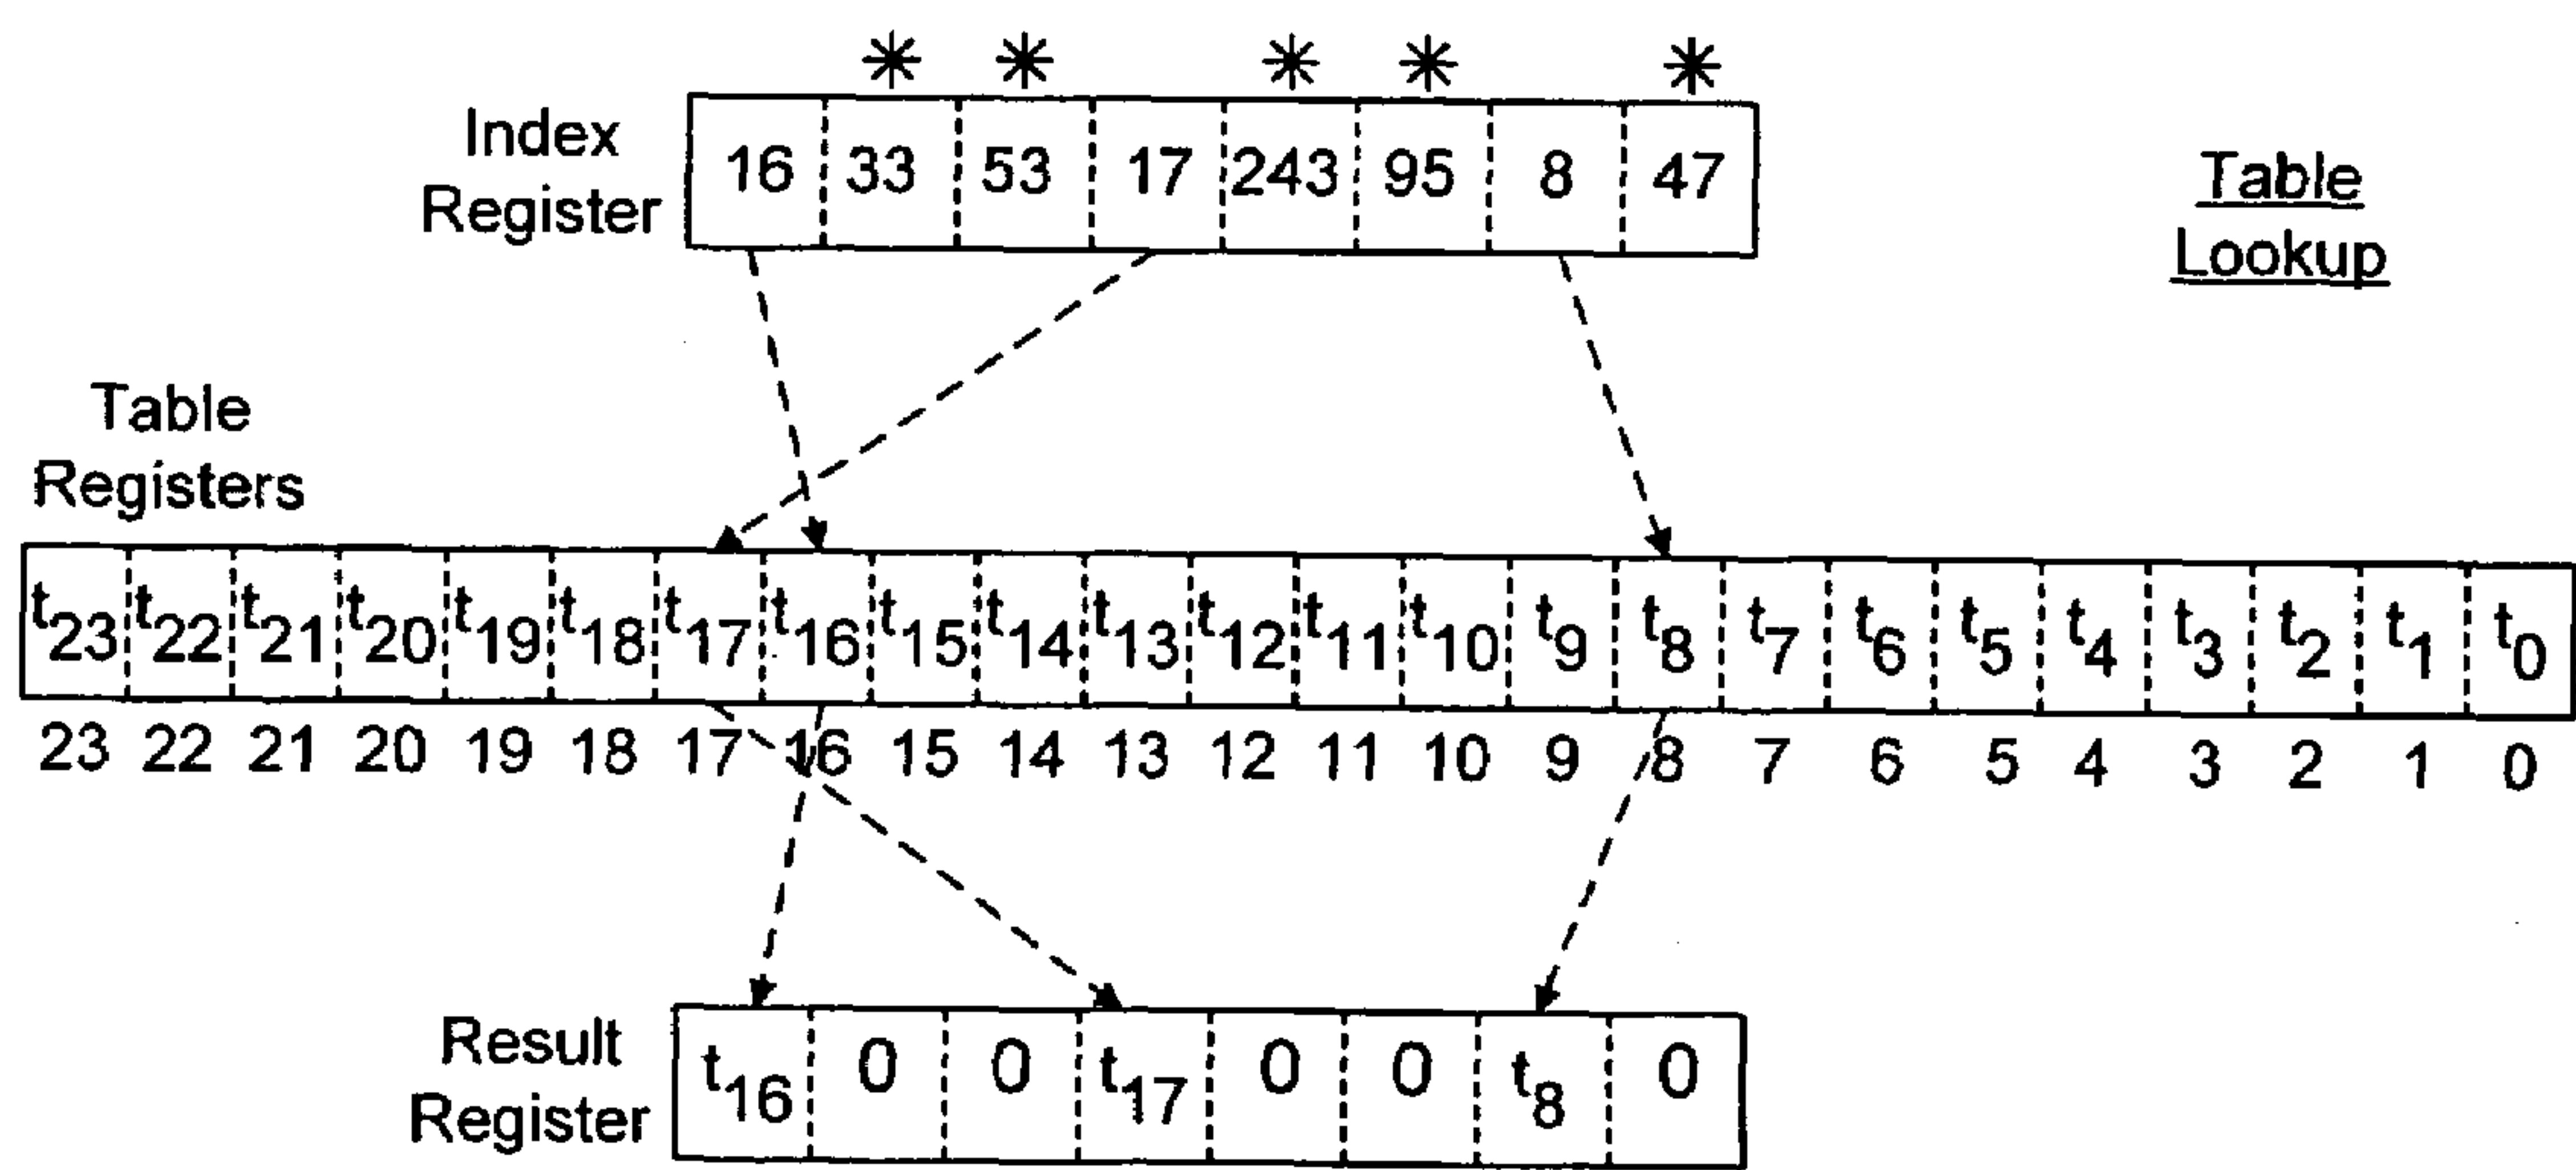 ✳ ✳ ✳ ✳ ✳
Index
Register
16 33 53 17 243 95 8 47
Table
Lookup
Table
Registers
t23 t22 t21 t20 t19 t18 t17 t16 t15 t14 t13 t12 t11 t10 t9 t8 t7 t6 t5 t4 t3 t2 t1 t0
23 22 21 20 19 18 17 16 15 14 13 12 11 10 9 8 7 6 5 4 3 2 1 0
Result
Register
t16 0 0 t17 0 0 t8 0